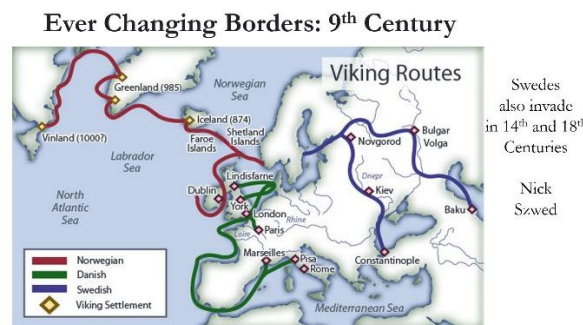 Ever Changing Borders: 9th Century
Viking Routes
Norwegian
Sea
Greenland (985)
Iceland (874)
Faroe
Islands
Shetland
Islands
Vinland (1000?)
Labrador
Sea
North
Atlantic
Sea
Lindisfarne
Dublin
York
London
Paris
Loire
Rhine
Marseilles
Pisa
Rome
Novgorod
Bulgar
Volga
Dnepr
Kiev
Baku
Constantinople
Mediterranean Sea
Norwegian
Danish
Swedish
Viking Settlement
Swedes
also invade
in 14th and 18th
Centuries
Nick
Szwed